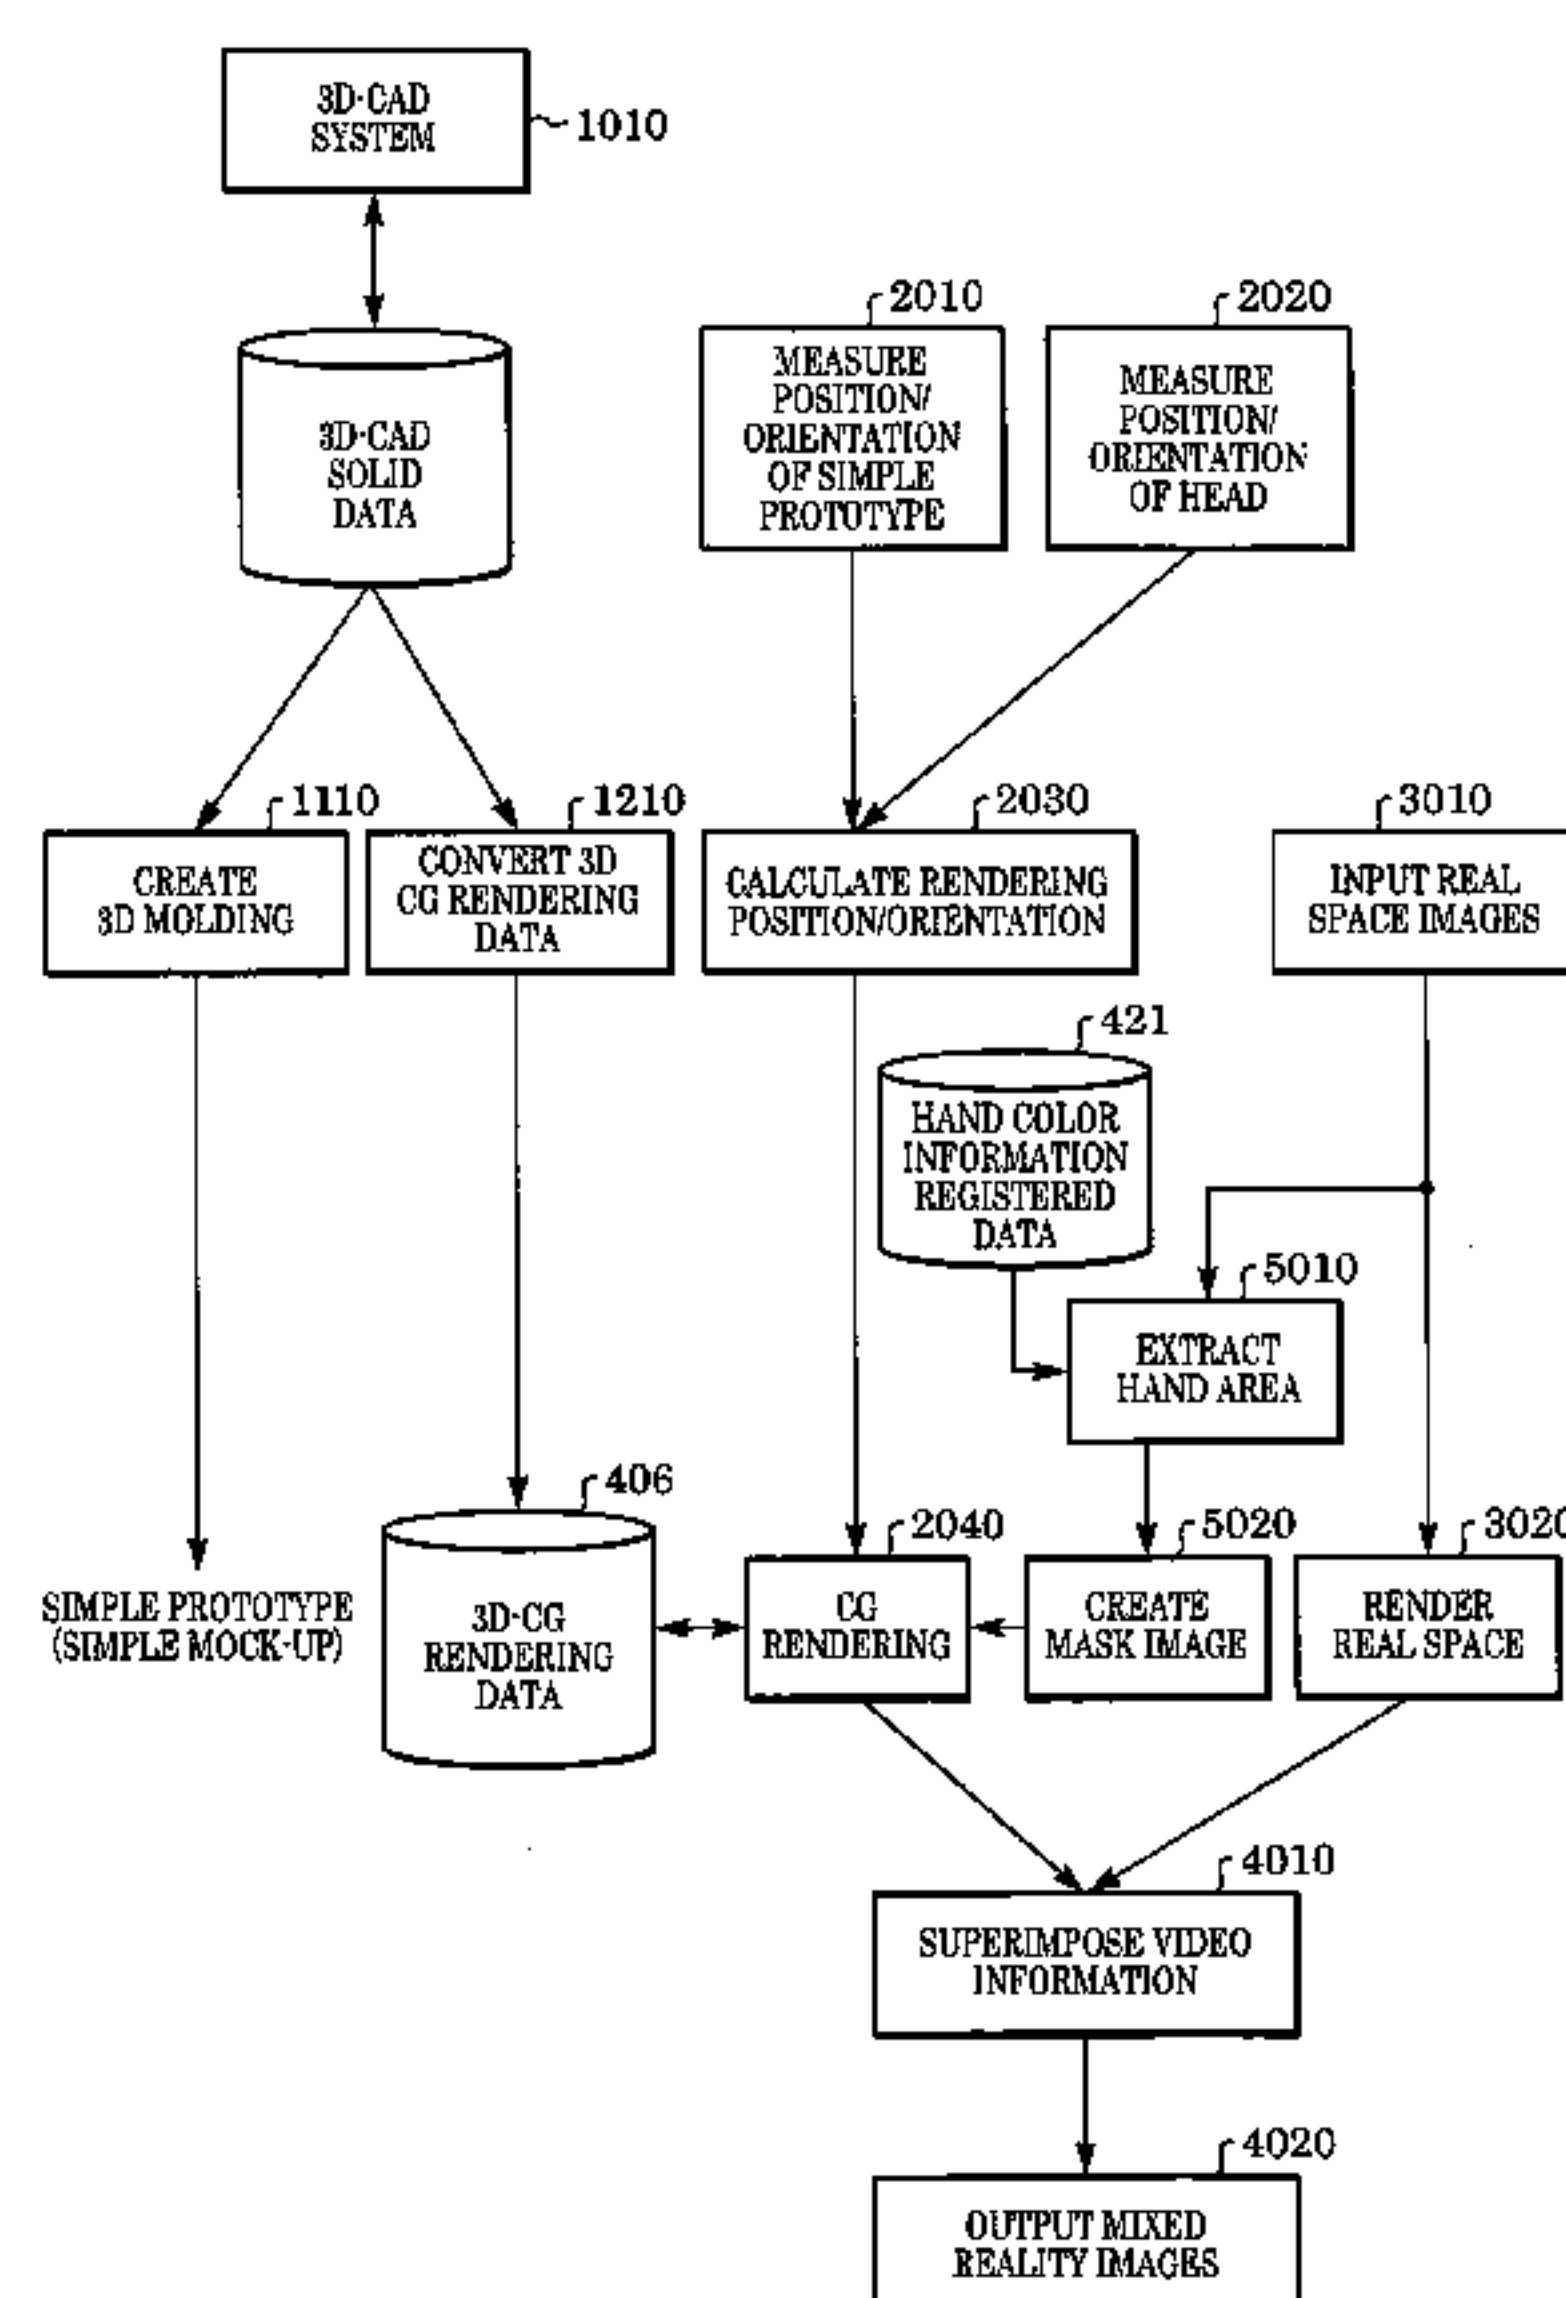 3D-CAD
SYSTEM
1010
3D-CAD
SOLID
DATA
2010
MEASURE
POSITION/
ORIENTATION
OF SIMPLE
PROTOTYPE
2020
MEASURE
POSITION/
ORIENTATION
OF HEAD
1110
CREATE
3D MOLDING
1210
CONVERT 3D
CG RENDERING
DATA
2030
CALCULATE RENDERING
POSITION/ORIENTATION
3010
INPUT REAL
SPACE IMAGES
421
HAND COLOR
INFORMATION
REGISTERED
DATA
5010
EXTRACT
HAND AREA
SIMPLE PROTOTYPE
(SIMPLE MOCK-UP)
406
3D-CG
RENDERING
DATA
2040
CG
RENDERING
5020
CREATE
MASK IMAGE
3020
RENDER
REAL SPACE
4010
SUPERIMPOSE VIDEO
INFORMATION
4020
OUTPUT MIXED
REALITY IMAGES